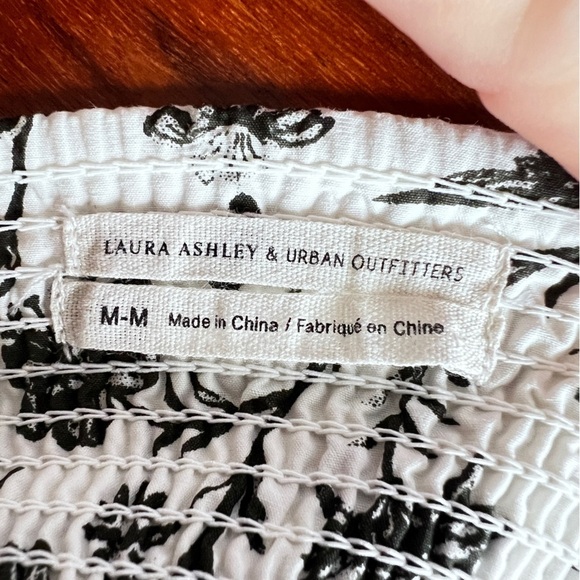 LAURA ASHLEY & URBAN OUTFITTERS
M-M Made in China / Fabriqué en Chine